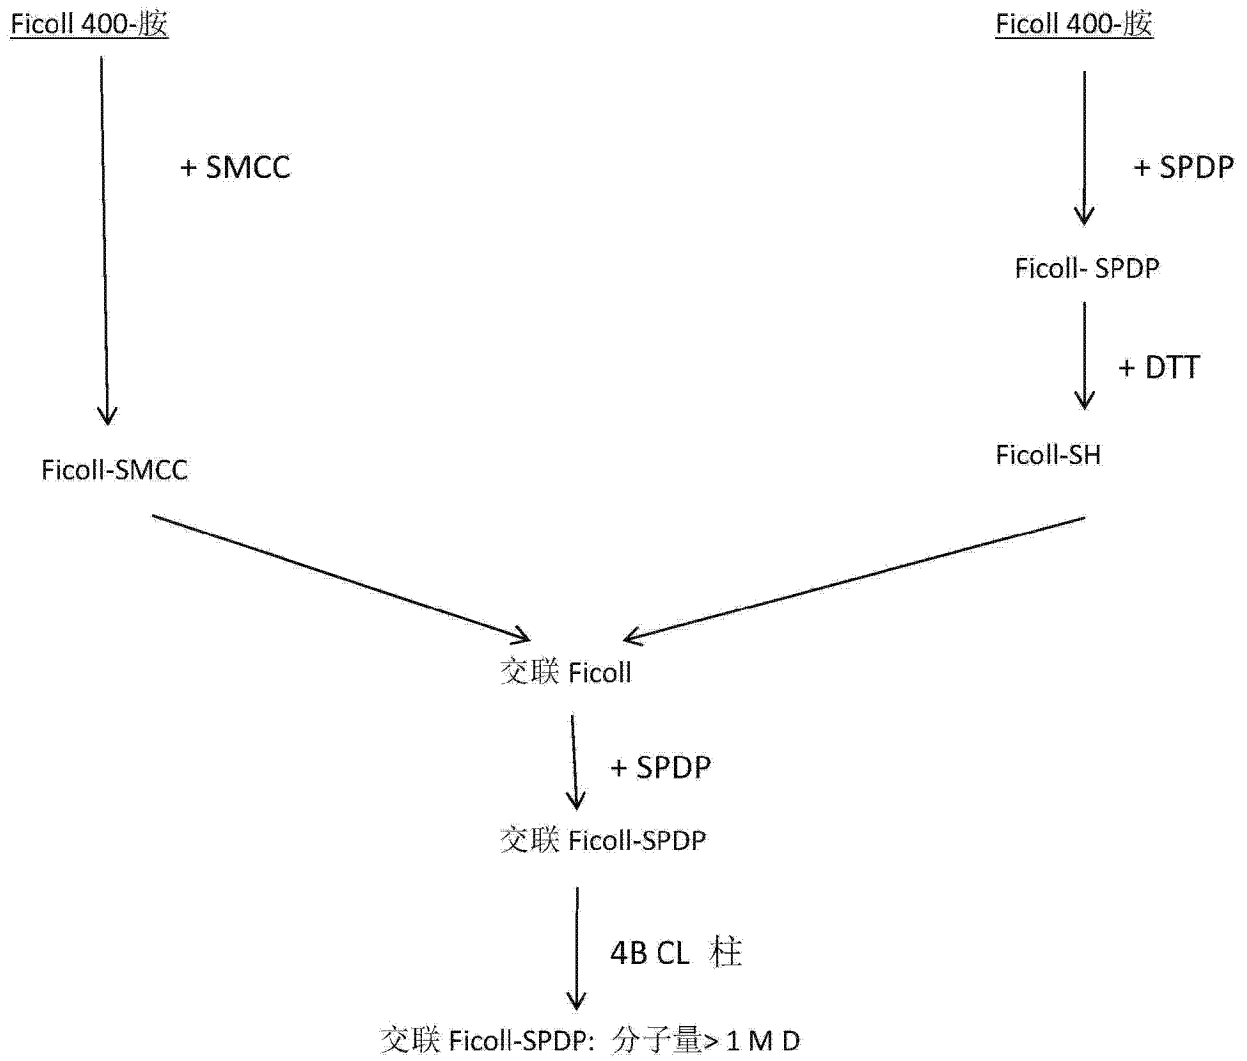 Ficoll 400-胺
Ficoll 400-胺
+ SMCC
+ SPDP
Ficoll- SPDP
+ DTT
Ficoll-SMCC
Ficoll-SH
交联 Ficoll
+ SPDP
交联 Ficoll-SPDP
4B CL 柱
交联 Ficoll-SPDP: 分子量> 1 M D